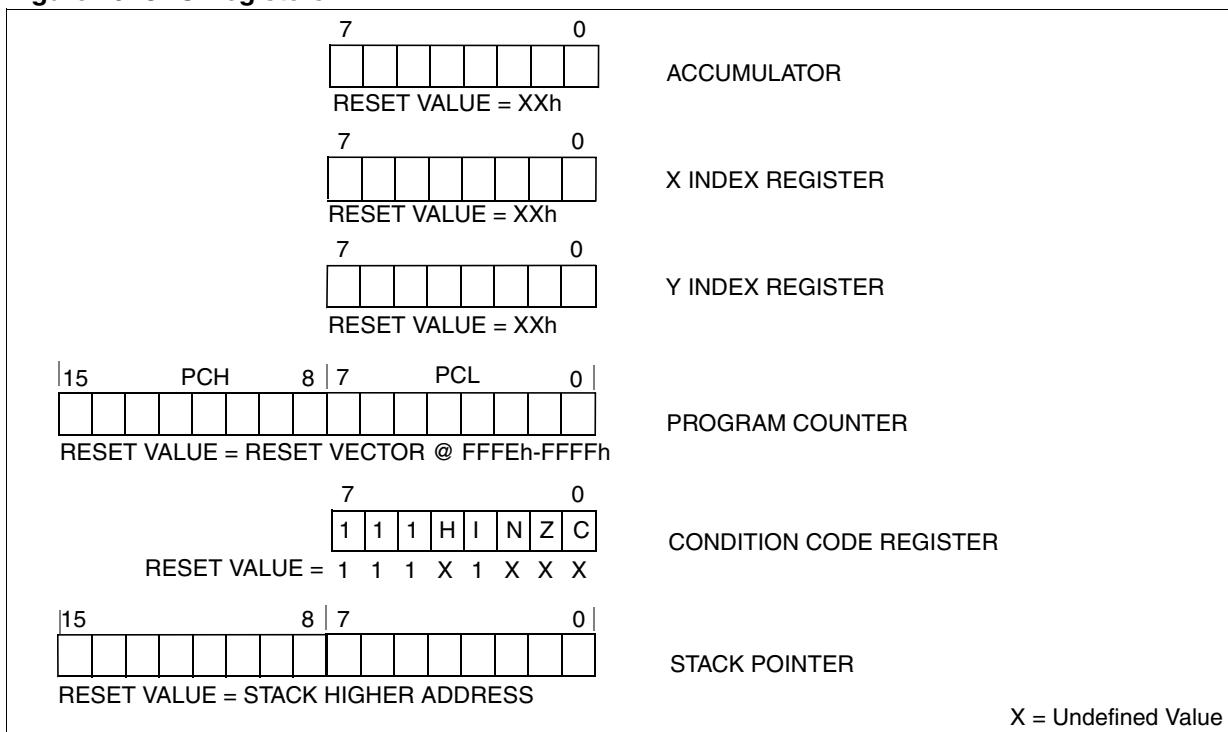 7 0
ACCUMULATOR
RESET VALUE = XXh
7 0
X INDEX REGISTER
RESET VALUE = XXh
7 0
Y INDEX REGISTER
RESET VALUE = XXh
15 PCH 8 7 PCL 0
PROGRAM COUNTER
RESET VALUE = RESET VECTOR @ FFFEh-FFFFh
7 0
1 1 1 H I N Z C
CONDITION CODE REGISTER
RESET VALUE = 1 1 1 X 1 X X X
15 8 7 0
STACK POINTER
RESET VALUE = STACK HIGHER ADDRESS
X = Undefined Value